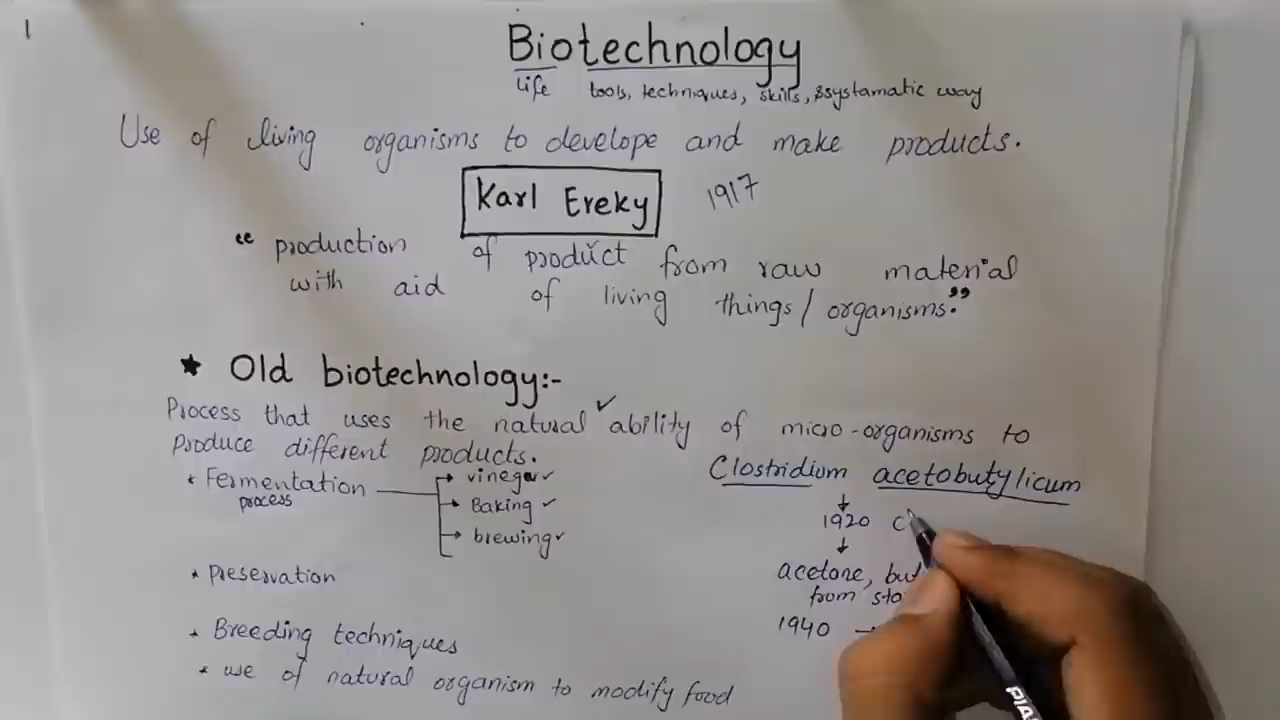 1
Biotechnology
Life tools, techniques, skills, & systamatic way
Use of living organisms to develope and make products.
Karl Ereky 1917
“ production of product from raw material
with aid of living things / organisms.”
★ Old biotechnology:-
Process that uses the natural ✓ ability of micro-organisms to
produce different products.
* Fermentation process
→ vinegar ✓
→ Baking ✓
→ brewing ✓
* Preservation
* Breeding techniques
* use of natural organism to modify food
Clostridium acetobutylicum
↓
1920 C
↓
acetone, but
from sta
1940 →